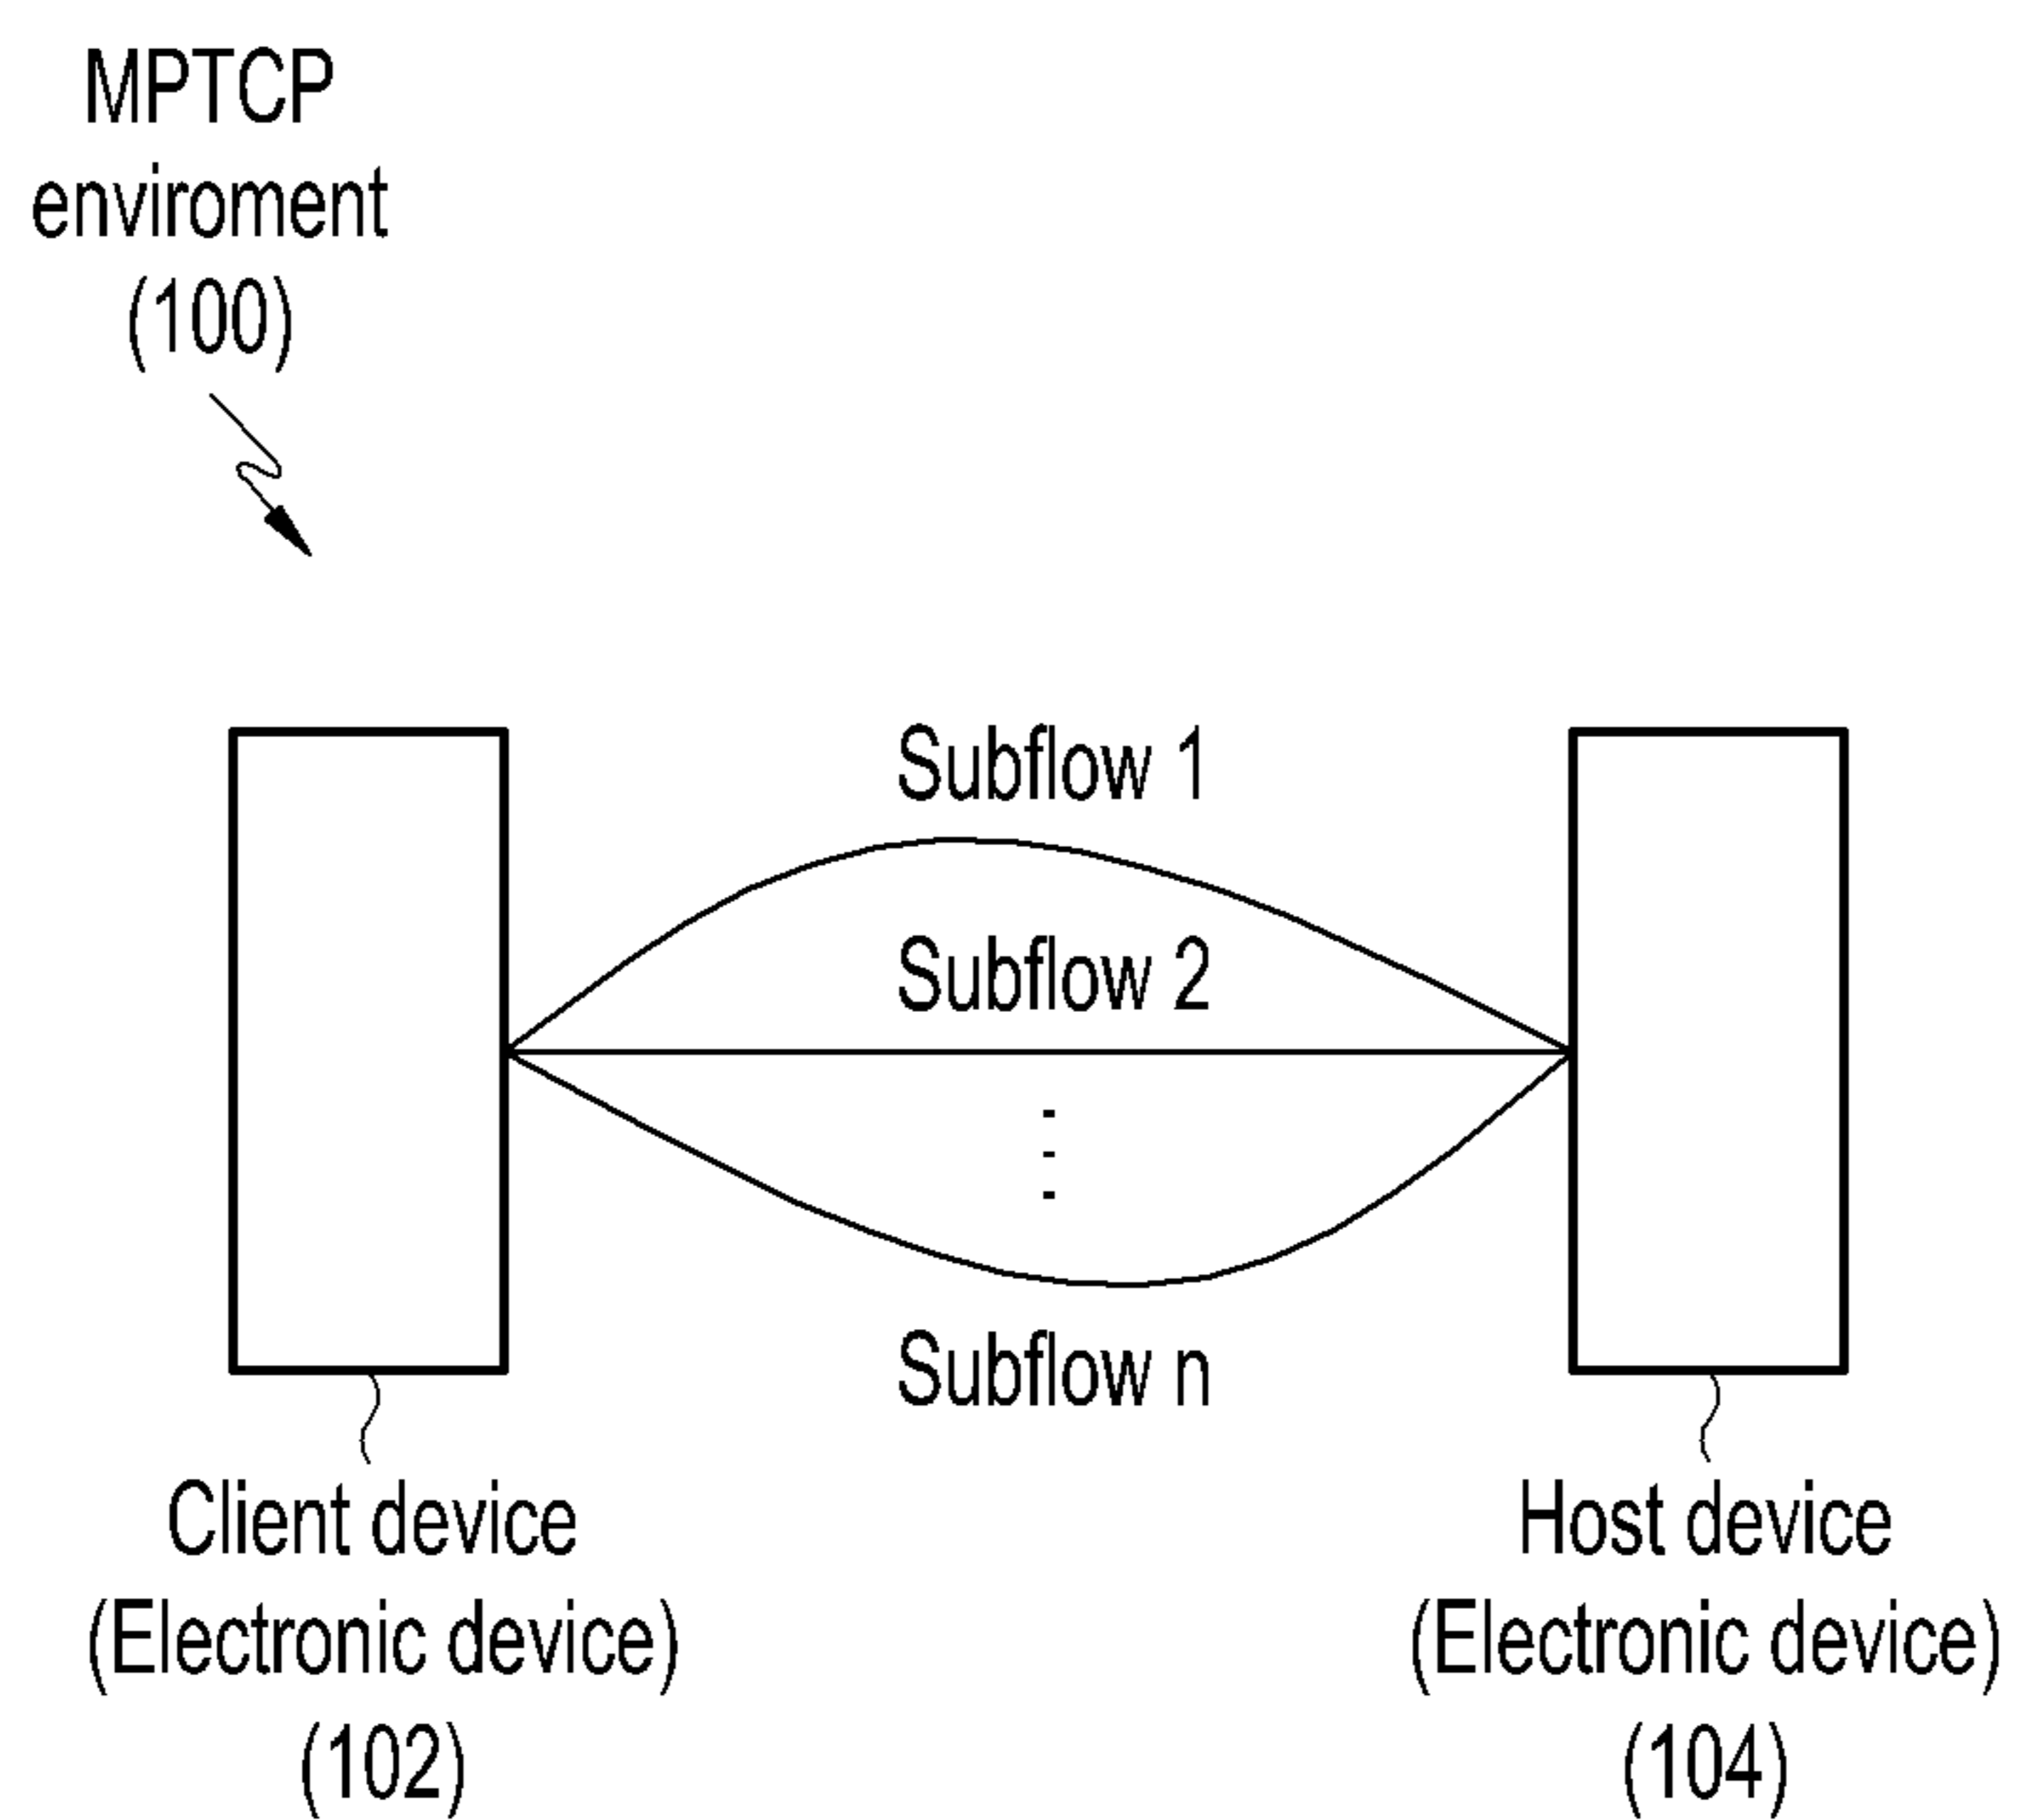 MPTCP
enviroment
(100)
Subflow 1
Subflow 2
Subflow n
Client device
(Electronic device)
(102)
Host device
(Electronic device)
(104)